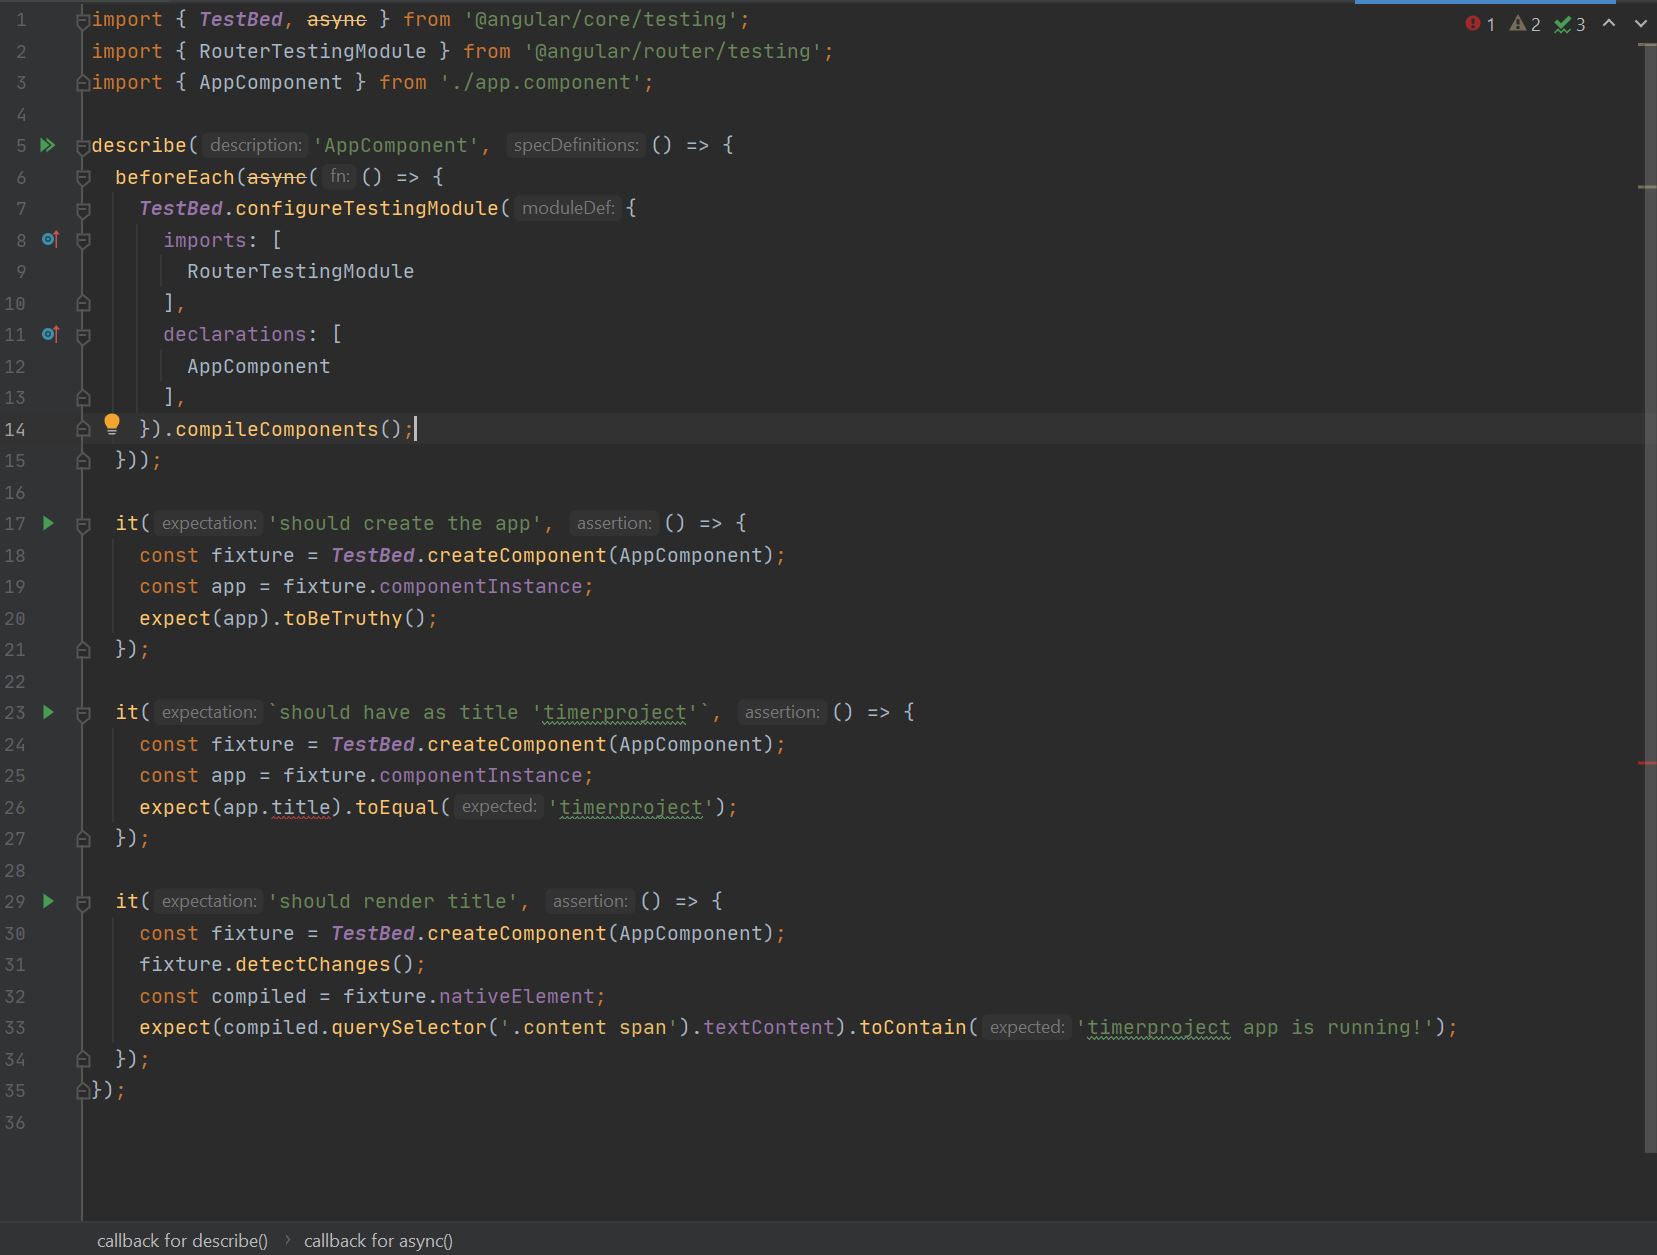 1 import { TestBed, async } from '@angular/core/testing';
2 import { RouterTestingModule } from '@angular/router/testing';
3 import { AppComponent } from './app.component';
4
5 describe( description: 'AppComponent', specDefinitions: () => {
6 beforeEach(async( fn: () => {
7 TestBed.configureTestingModule( moduleDef: {
8 imports: [
9 RouterTestingModule
10 ],
11 declarations: [
12 AppComponent
13 ],
14 }).compileComponents();
15 }));
16
17 it( expectation: 'should create the app', assertion: () => {
18 const fixture = TestBed.createComponent(AppComponent);
19 const app = fixture.componentInstance;
20 expect(app).toBeTruthy();
21 });
22
23 it( expectation: `should have as title 'timerproject'`, assertion: () => {
24 const fixture = TestBed.createComponent(AppComponent);
25 const app = fixture.componentInstance;
26 expect(app.title).toEqual( expected: 'timerproject');
27 });
28
29 it( expectation: 'should render title', assertion: () => {
30 const fixture = TestBed.createComponent(AppComponent);
31 fixture.detectChanges();
32 const compiled = fixture.nativeElement;
33 expect(compiled.querySelector('.content span').textContent).toContain( expected: 'timerproject app is running!');
34 });
35 });
36
1 2 3
callback for describe() › callback for async()